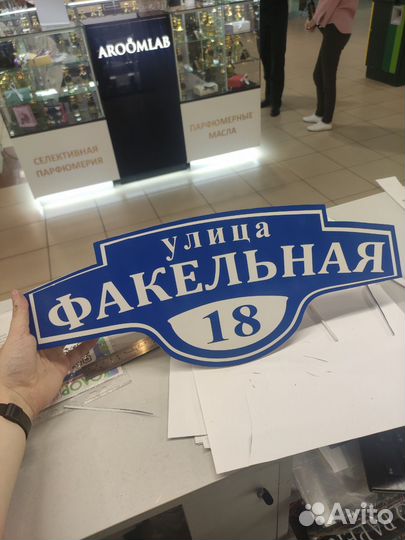 AROOMLAB
СЕЛЕКТИВНАЯ
ПАРФЮМЕРИЯ
ПАРФЮМЕРНЫЕ
МАСЛА
улица
ФАКЕЛЬНАЯ
18
Avito